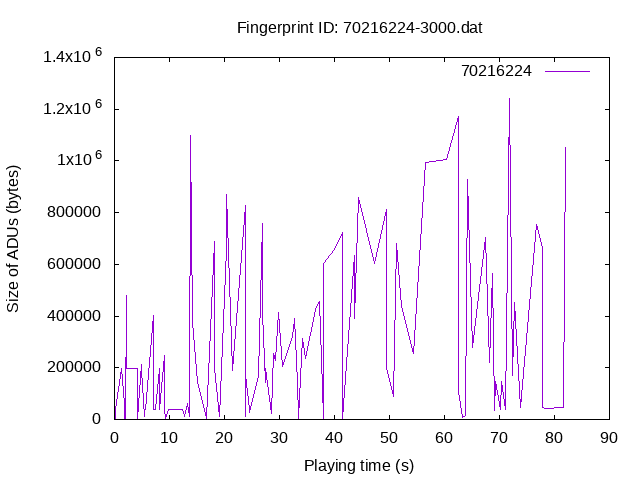 Fingerprint ID: 70216224-3000.dat
70216224
1.4x10^6
1.2x10^6
1x10^6
800000
600000
400000
200000
0
Size of ADUs (bytes)
0 10 20 30 40 50 60 70 80 90
Playing time (s)